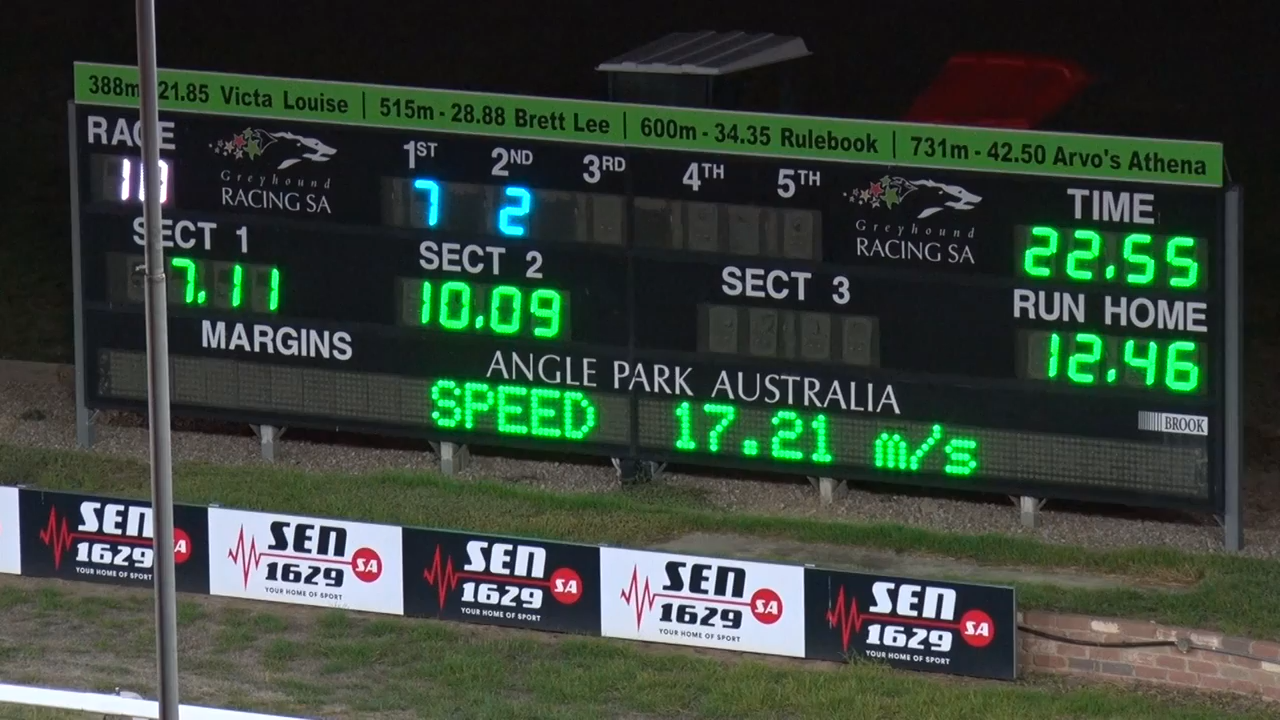 388m - 21.85 Victa Louise | 515m - 28.88 Brett Lee | 600m - 34.35 Rulebook | 731m - 42.50 Arvo's Athena
RACE
Greyhound
RACING SA
1ST 2ND 3RD 4TH 5TH
7 2
Greyhound
RACING SA
TIME
22.55
SECT 1
7.11
SECT 2
10.09
SECT 3
RUN HOME
12.46
MARGINS
ANGLE PARK AUSTRALIA
SPEED 17.21 m/s
BROOK
SEN
1629 SA
YOUR HOME OF SPORT
SEN
1629 SA
YOUR HOME OF SPORT
SEN
1629 SA
YOUR HOME OF SPORT
SEN
1629 SA
YOUR HOME OF SPORT
SEN
1629 SA
YOUR HOME OF SPORT